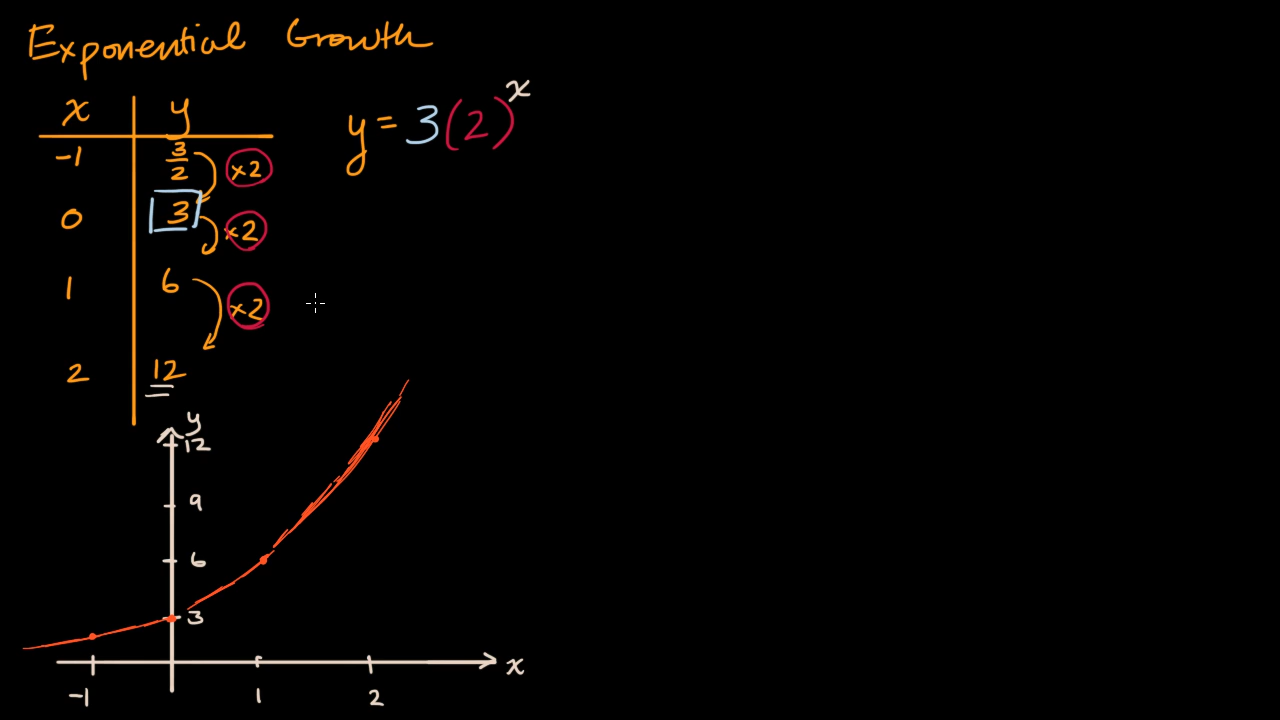 Exponential Growth
x y
y = 3(2)^x
-1 3/2 ×2
0 3 ×2
1 6 ×2
2 12
y
12
9
6
3
x
-1 1 2